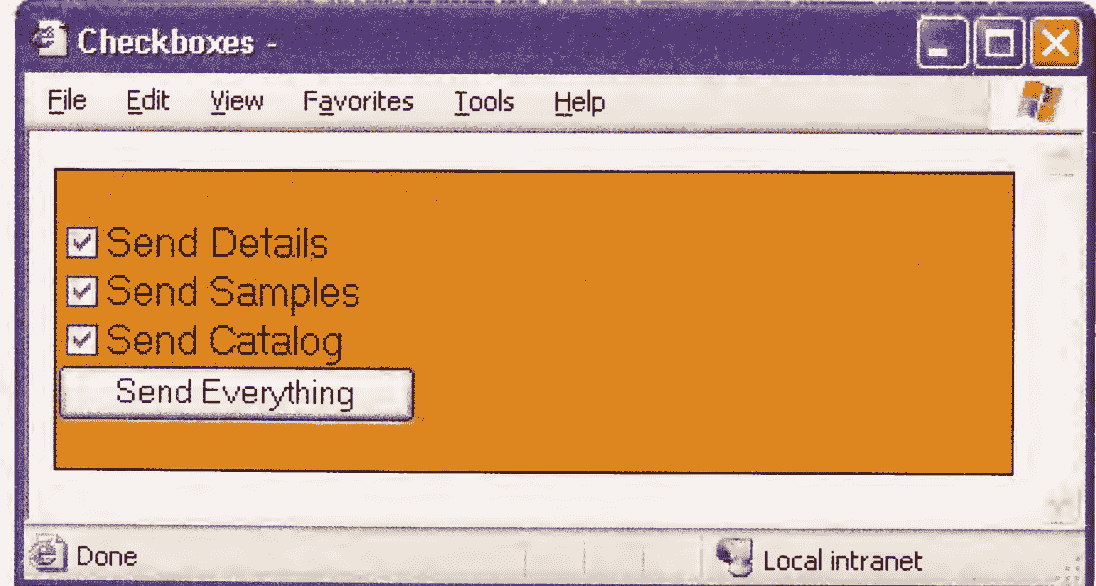 Checkboxes -
File Edit View Favorites Tools Help
Send Details
Send Samples
Send Catalog
Send Everything
Done Local intranet